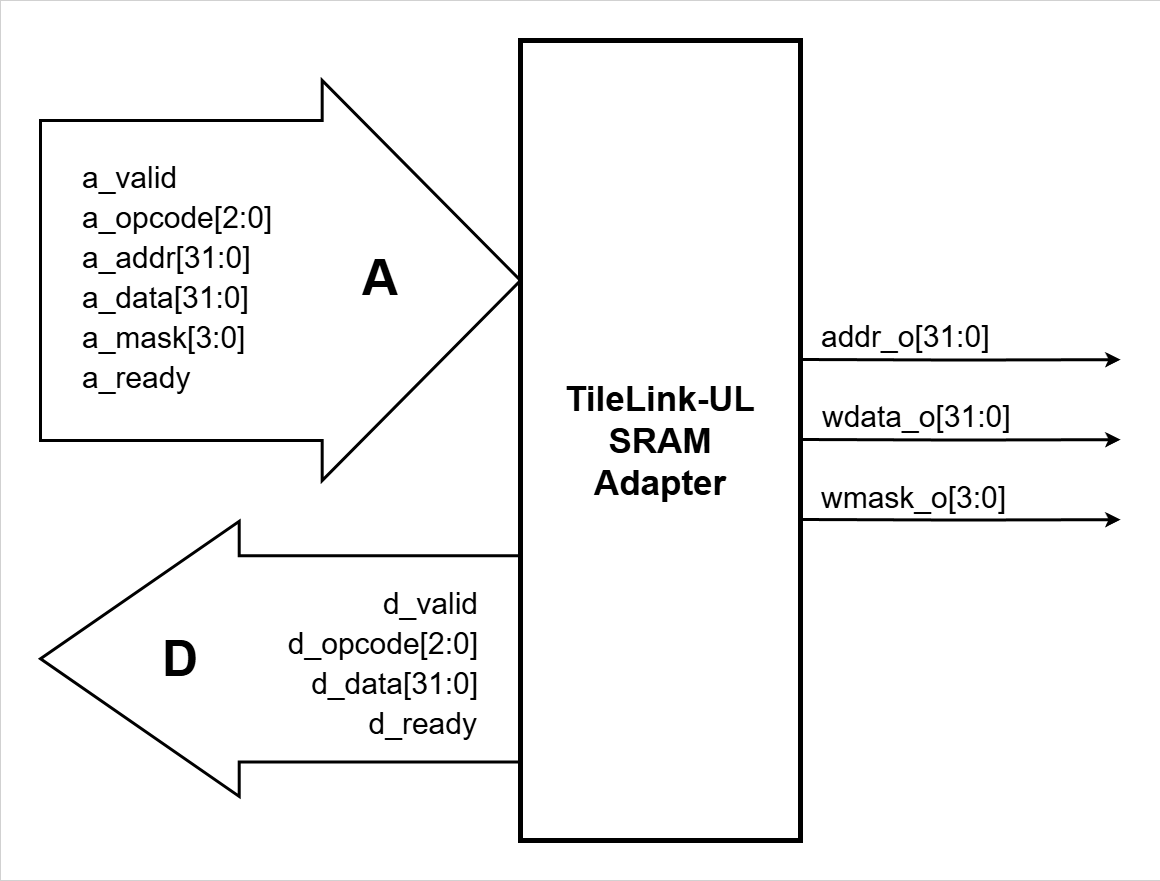 a_valid
a_opcode[2:0]
a_addr[31:0]
a_data[31:0]
a_mask[3:0]
a_ready
A
TileLink-UL
SRAM
Adapter
addr_o[31:0]
wdata_o[31:0]
wmask_o[3:0]
D
d_valid
d_opcode[2:0]
d_data[31:0]
d_ready